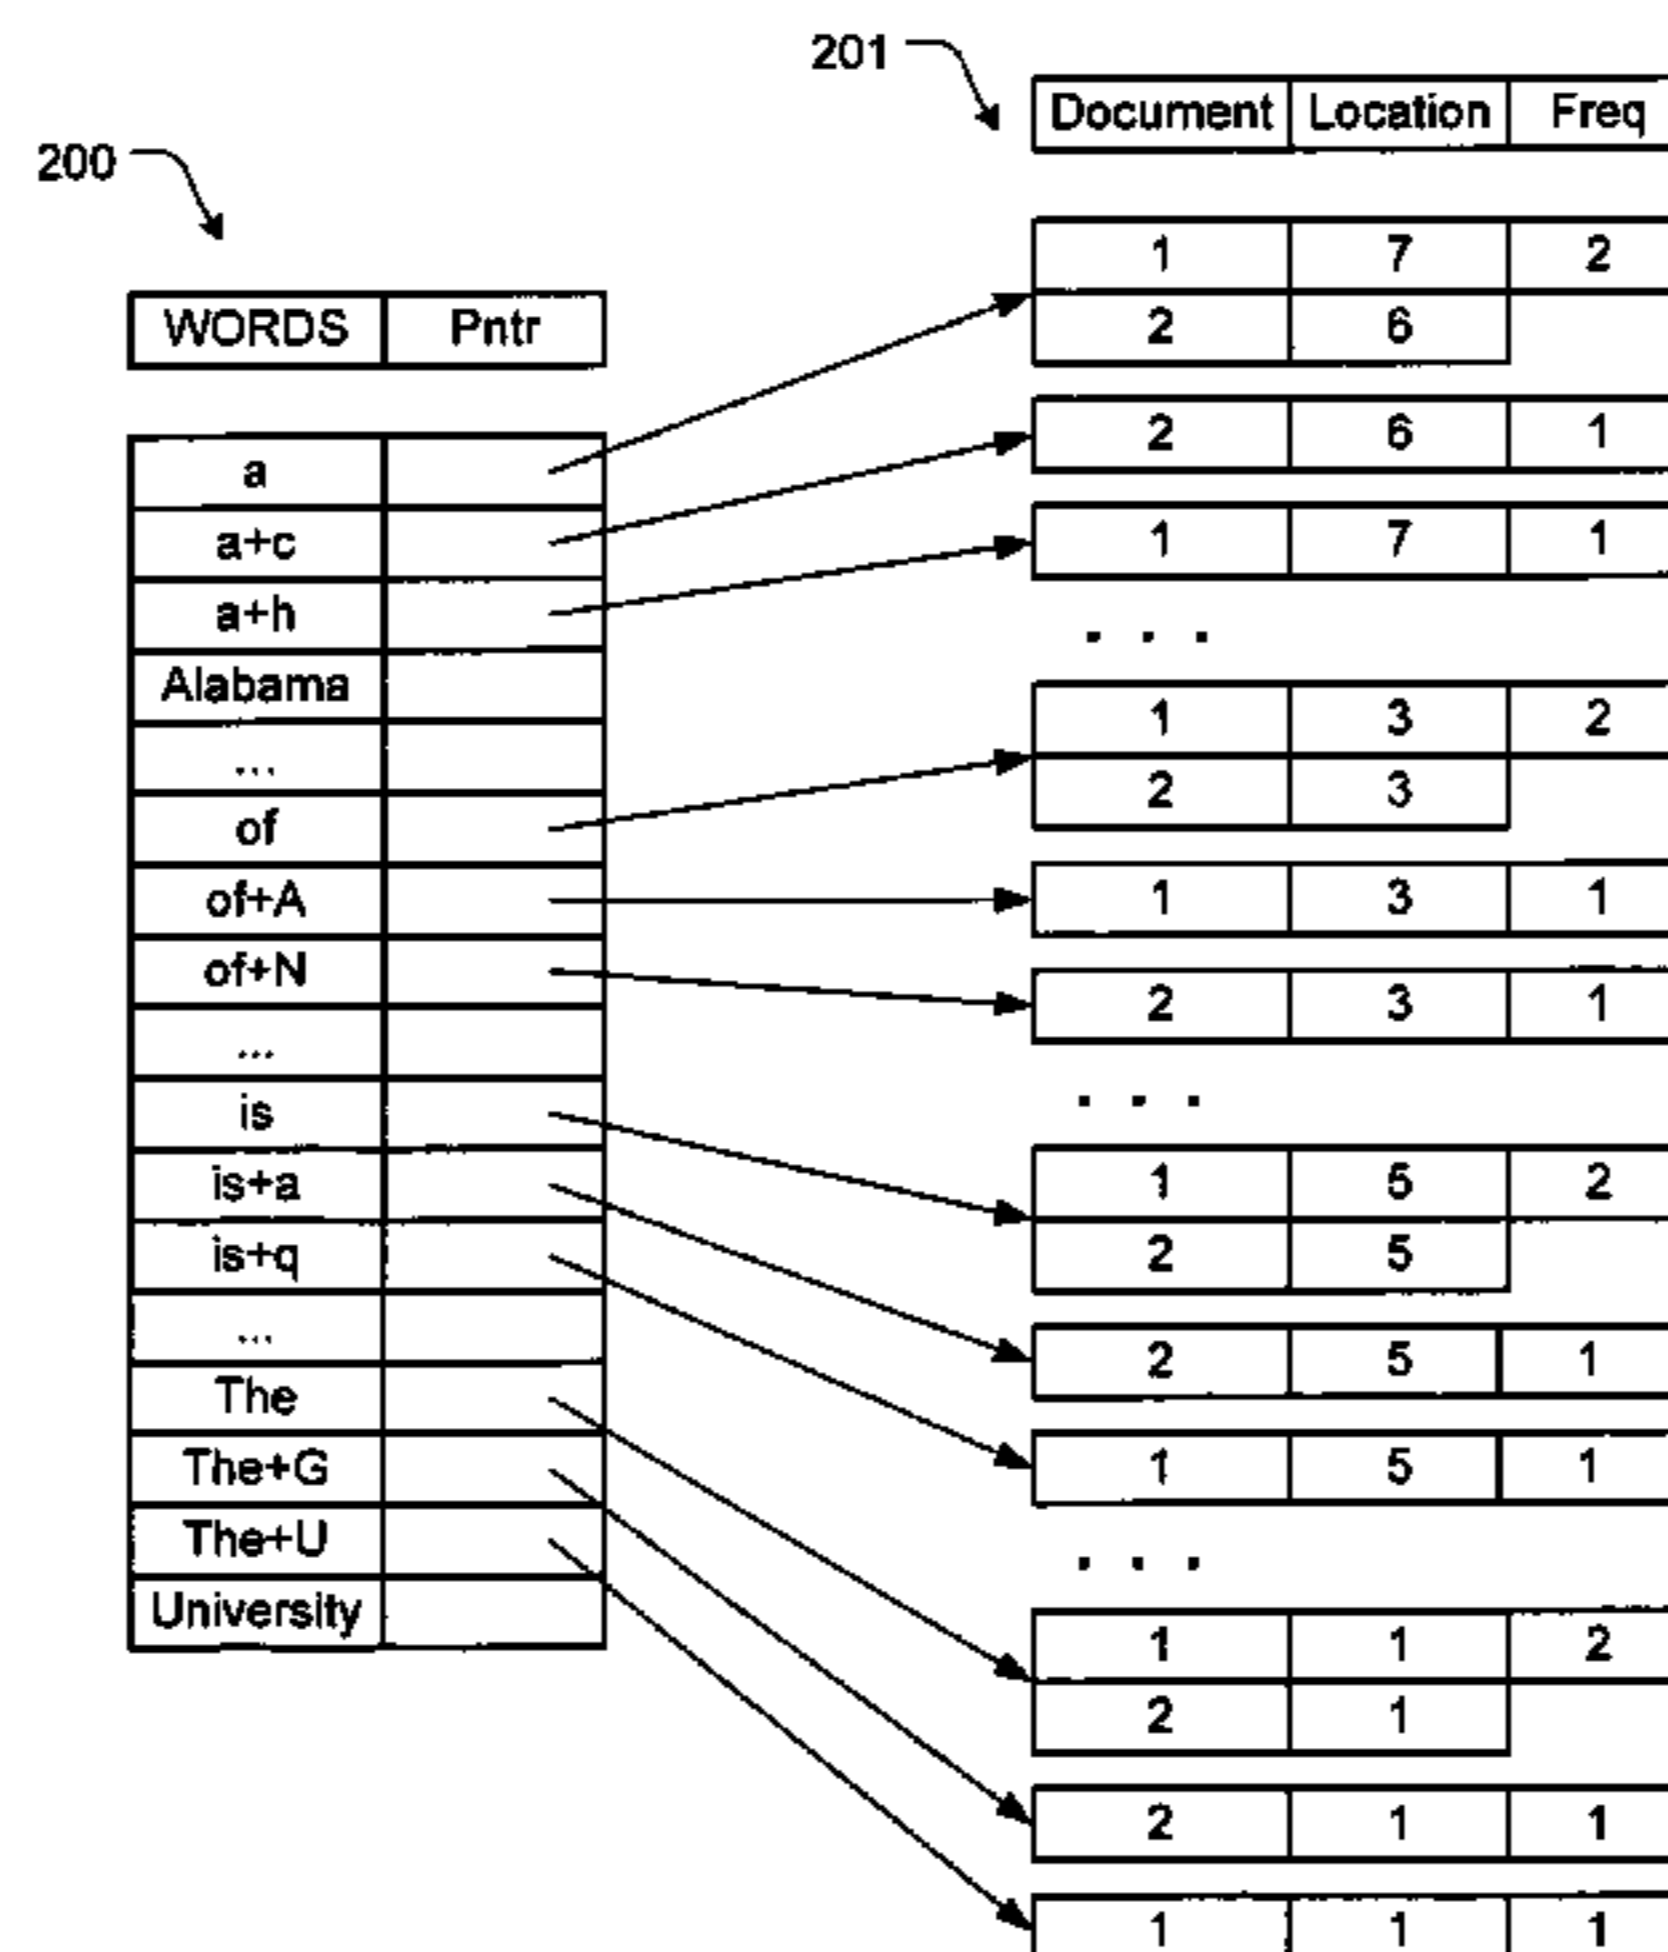 201
Document Location Freq
200
WORDS Pntr
1 7 2
2 6
a
2 6 1
a+c
1 7 1
a+h
. . .
Alabama
1 3 2
...
2 3
of
of+A
1 3 1
of+N
2 3 1
...
. . .
is
1 5 2
is+a
2 5
is+q
...
2 5 1
The
1 5 1
The+G
The+U
. . .
University
1 1 2
2 1
2 1 1
1 1 1